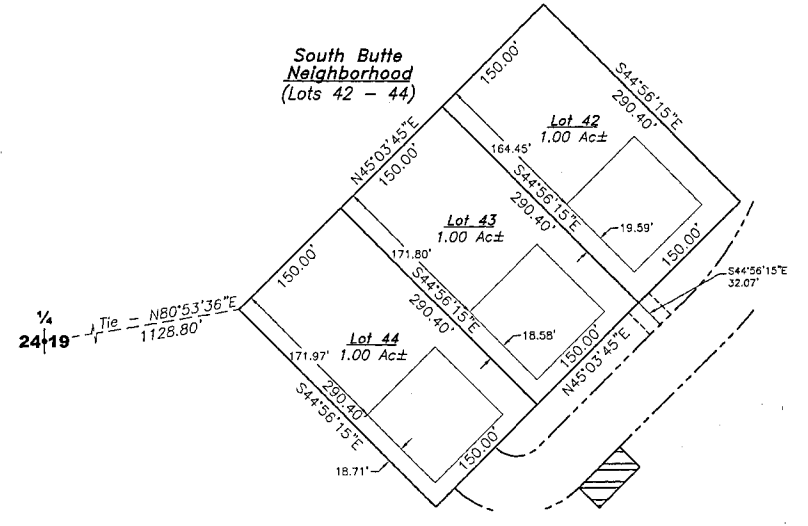 South Butte
Neighborhood
(Lots 42 - 44)
150.00'
S44°56'15"E
290.40'
Lot 42
1.00 Ac±
164.45'
N45°03'45"E
150.00'
S44°56'15"E
290.40'
19.59'
150.00'
Lot 43
1.00 Ac±
171.80'
S44°56'15"E
32.07'
150.00'
S44°56'15"E
290.40'
Tie - N80°53'36"E
1128.80'
1/4
24 19
18.58'
150.00'
N45°03'45"E
Lot 44
1.00 Ac±
171.97'
290.40'
S44°56'15"E
150.00'
18.71'